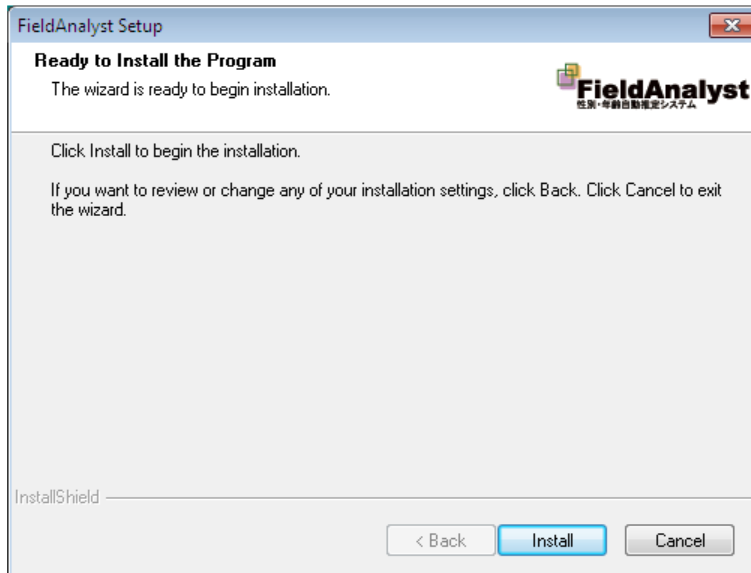 FieldAnalyst Setup
Ready to Install the Program
The wizard is ready to begin installation.
FieldAnalyst
性別・年齢自動推定システム
Click Install to begin the installation.
If you want to review or change any of your installation settings, click Back. Click Cancel to exit
the wizard.
InstallShield
< Back
Install
Cancel